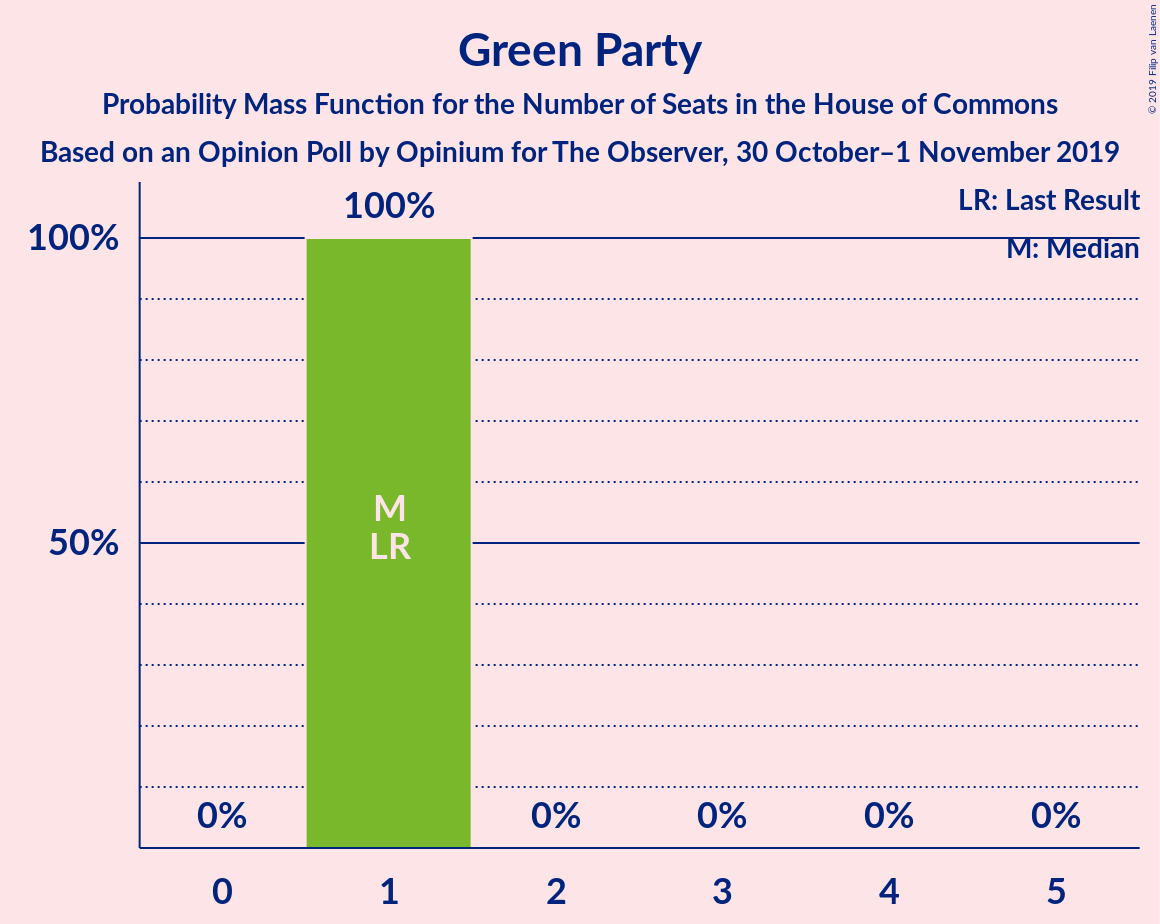 Green Party
Probability Mass Function for the Number of Seats in the House of Commons
Based on an Opinion Poll by Opinium for The Observer, 30 October–1 November 2019
© 2019 Filip van Laenen
LR: Last Result
M: Median
100%
100%
50%
M
LR
0%
0%
0%
0%
0%
0
1
2
3
4
5